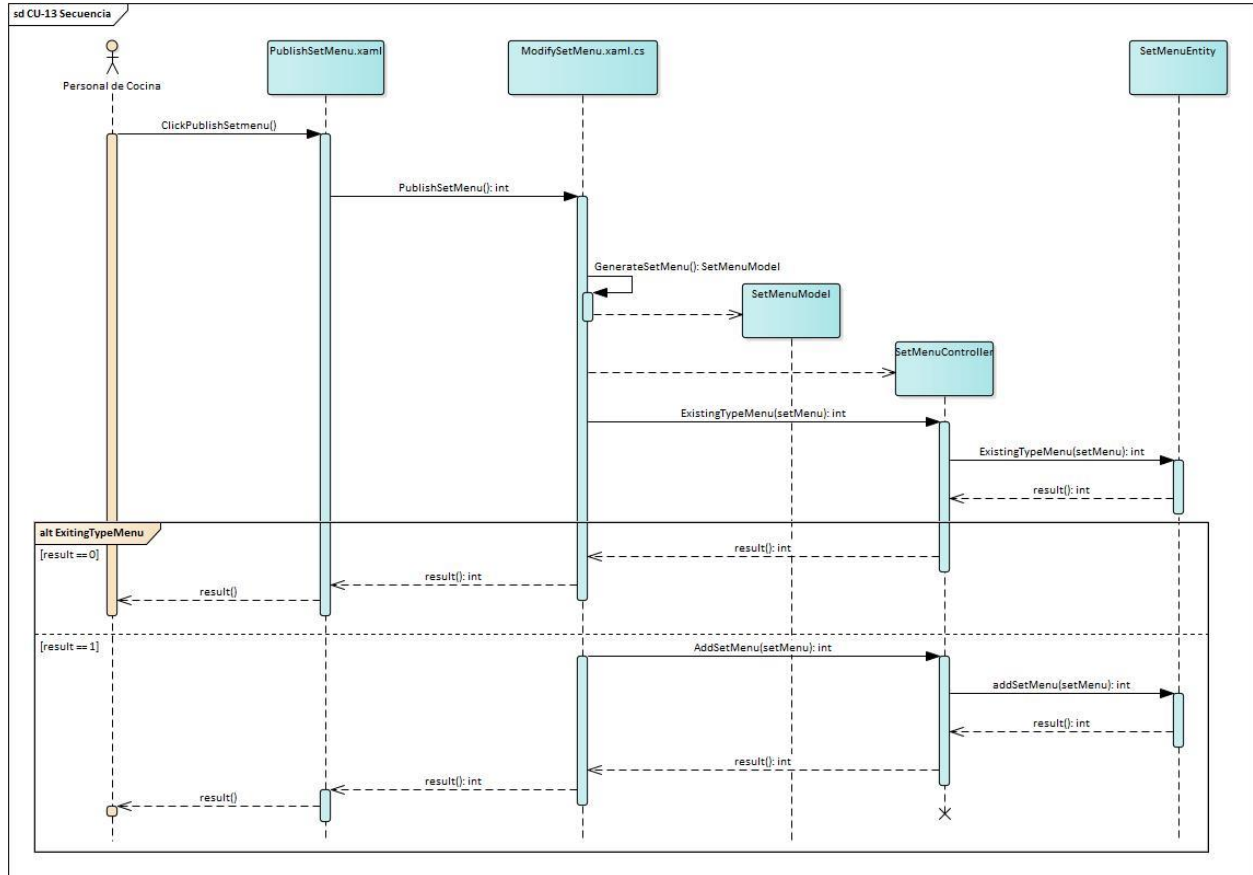 sd CU-13 Secuencia
PublishSetMenu.xaml
ModifySetMenu.xaml.cs
SetMenuEntity
Personal de Cocina
ClickPublishSetmenu()
PublishSetMenu(): int
GenerateSetMenu(): SetMenuModel
SetMenuModel
SetMenuController
ExistingTypeMenu(setMenu): int
ExistingTypeMenu(setMenu): int
result(): int
alt ExitingTypeMenu
[result == 0]
result(): int
result(): int
result()
[result == 1]
AddSetMenu(setMenu): int
addSetMenu(setMenu): int
result(): int
result(): int
result(): int
result()